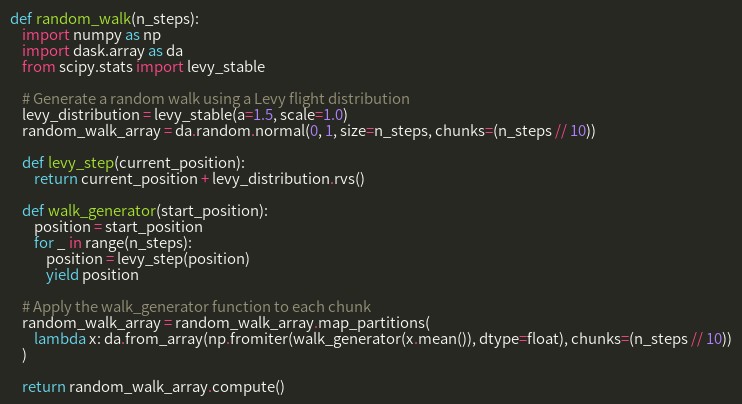 def random_walk(n_steps):
    import numpy as np
    import dask.array as da
    from scipy.stats import levy_stable

    # Generate a random walk using a Levy flight distribution
    levy_distribution = levy_stable(a=1.5, scale=1.0)
    random_walk_array = da.random.normal(0, 1, size=n_steps, chunks=(n_steps // 10))

    def levy_step(current_position):
        return current_position + levy_distribution.rvs()

    def walk_generator(start_position):
        position = start_position
        for _ in range(n_steps):
            position = levy_step(position)
            yield position

    # Apply the walk_generator function to each chunk
    random_walk_array = random_walk_array.map_partitions(
        lambda x: da.from_array(np.fromiter(walk_generator(x.mean()), dtype=float), chunks=(n_steps // 10))
    )

    return random_walk_array.compute()